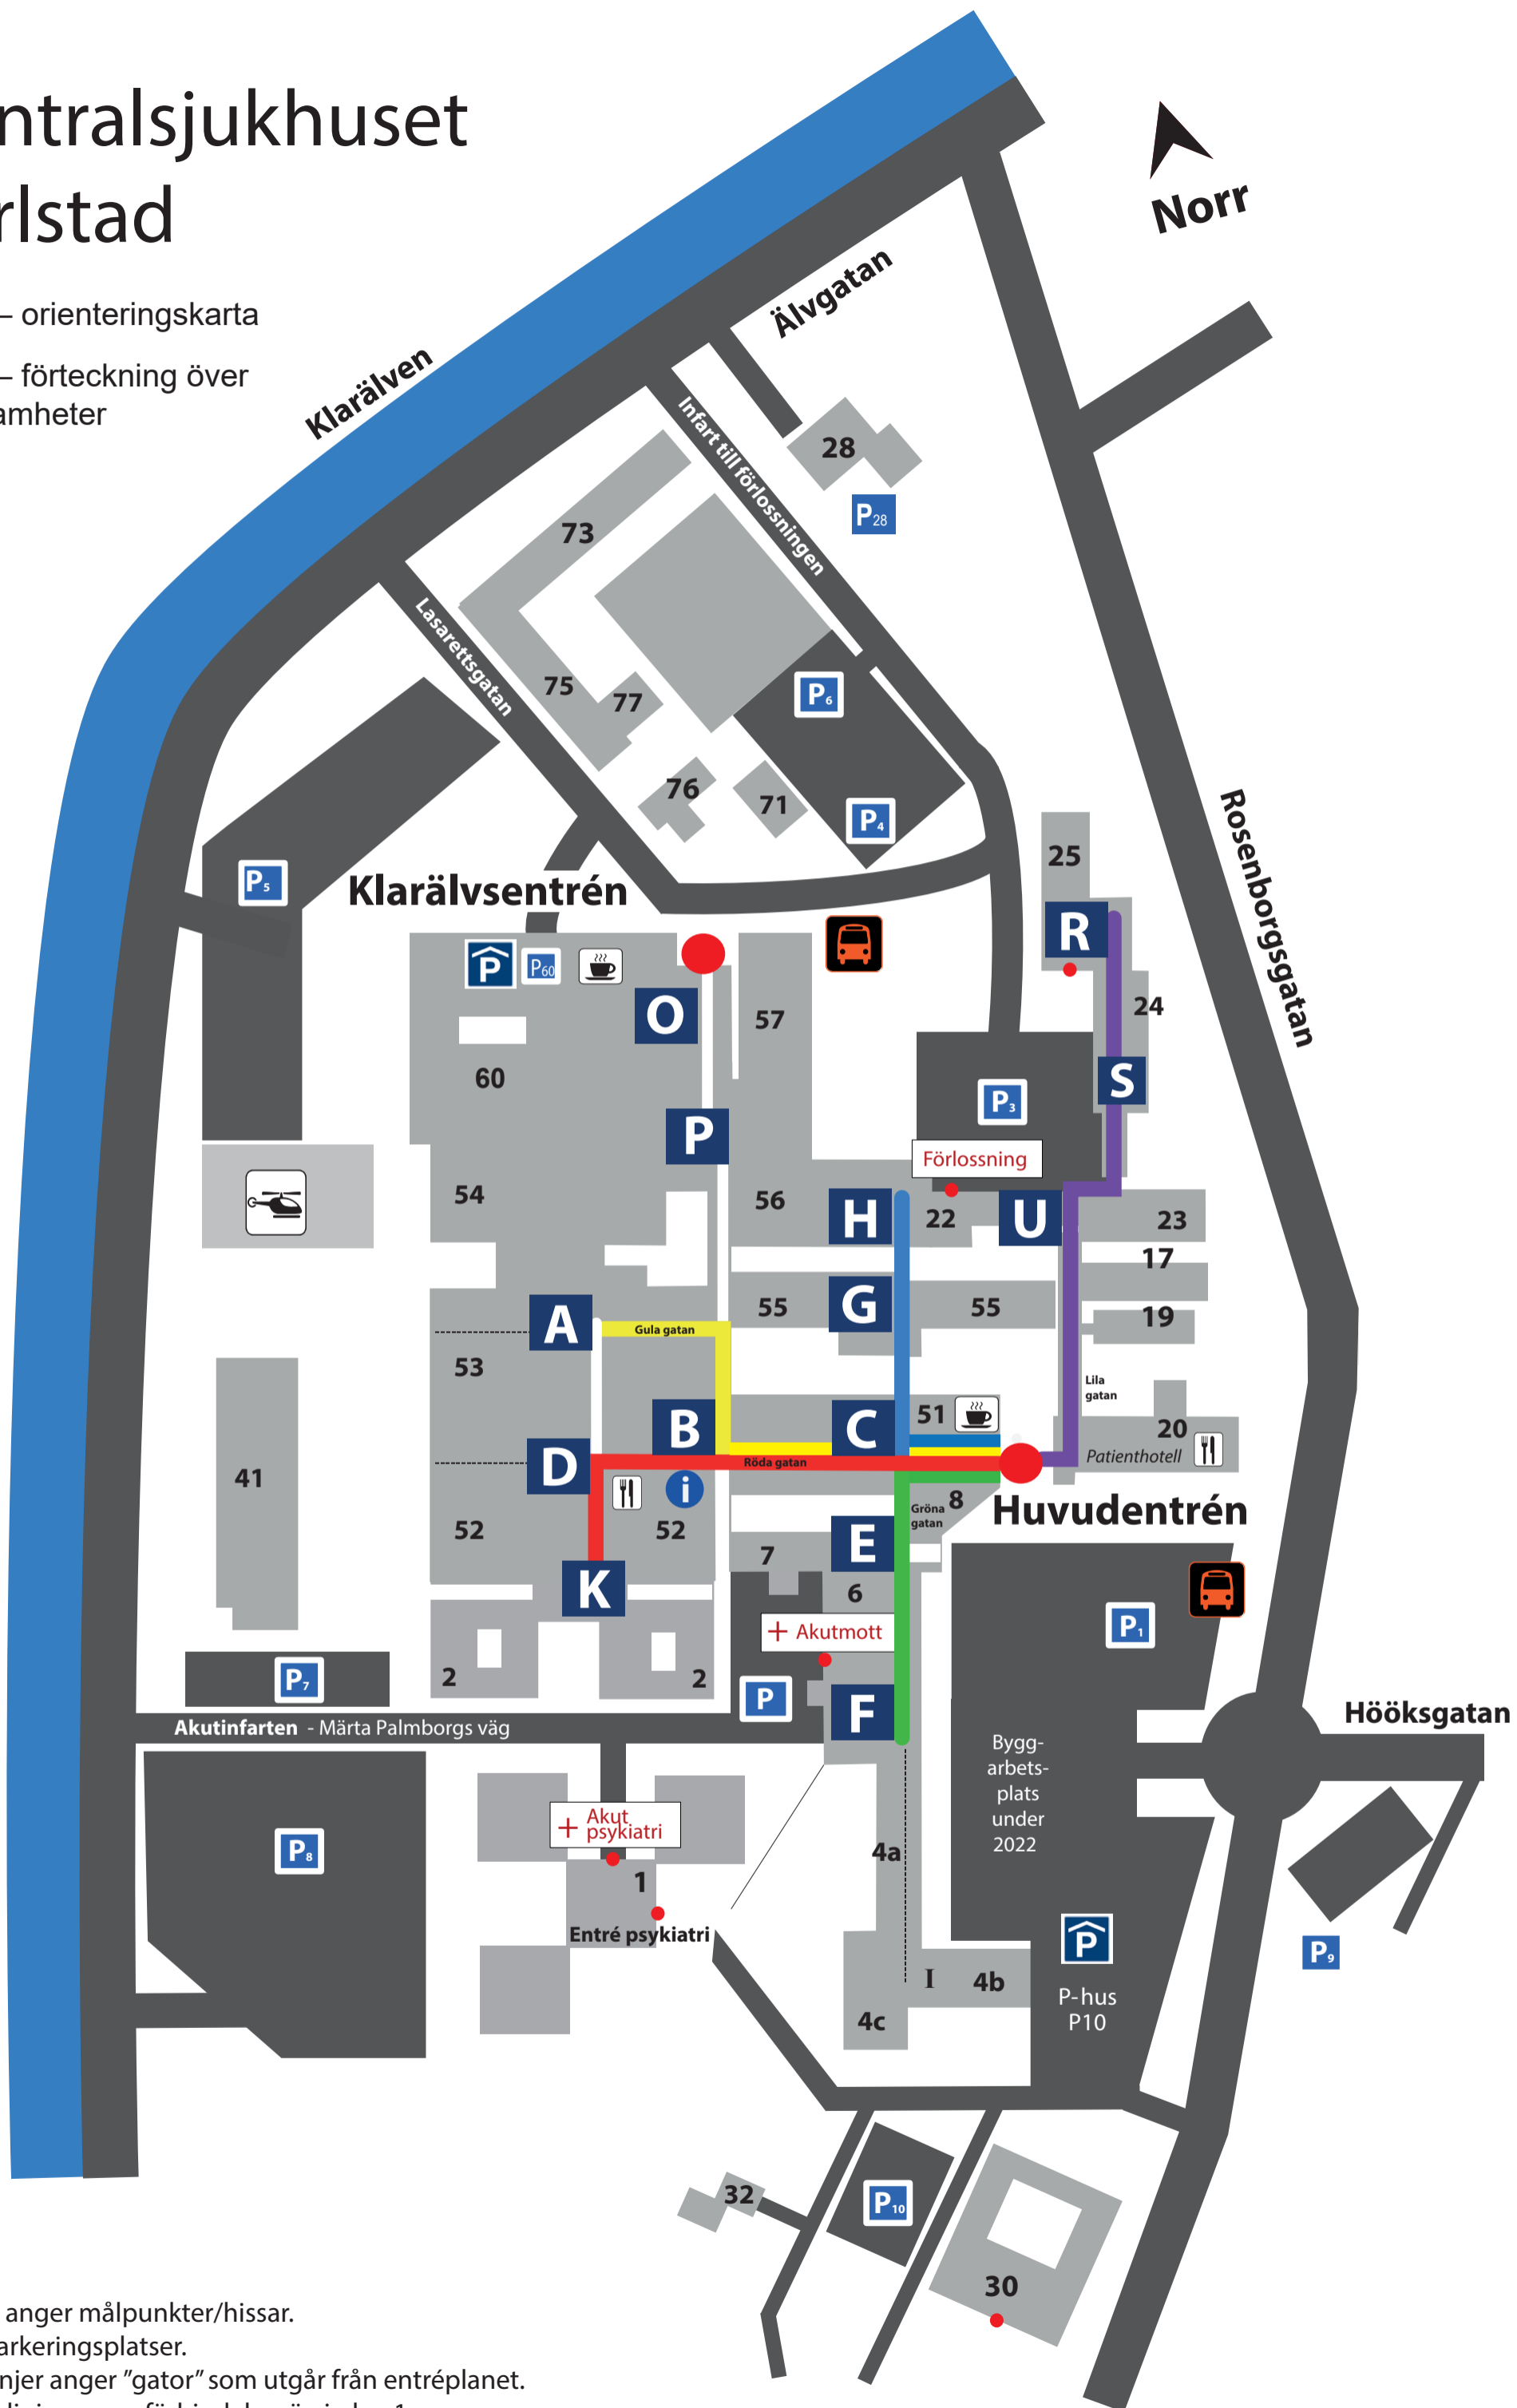 ntralsjukhuset
rlstad
– orienteringskarta
– förteckning över
amheter
Norr
Älvgatan
Klarälven
Infart till förlossningen
28
P28
73
Lasarettsgatan
75
77
P6
76
71
P4
Rosenborgsgatan
25
P5
Klarälvsentrén
R
P
P60
O
57
24
60
S
P3
P
Förlossning
54
56
H
22
U
23
17
A
Gula gatan
55
G
55
19
53
Lila
gatan
B
C
51
20
Patienthotell
D
Röda gatan
41
i
8
Gröna
gatan
Huvudentrén
52
52
E
7
K
6
P1
+ Akutmott
2
2
P7
P
F
Hööksgatan
Akutinfarten - Märta Palmborgs väg
Bygg-
arbets-
plats
under
2022
+ Akut
psykiatri
P8
4a
1
Entré psykiatri
P
P9
I
4b
P-hus
P10
4c
32
P10
30
anger målpunkter/hissar.
arkeringsplatser.
njer anger ”gator” som utgår från entréplanet.